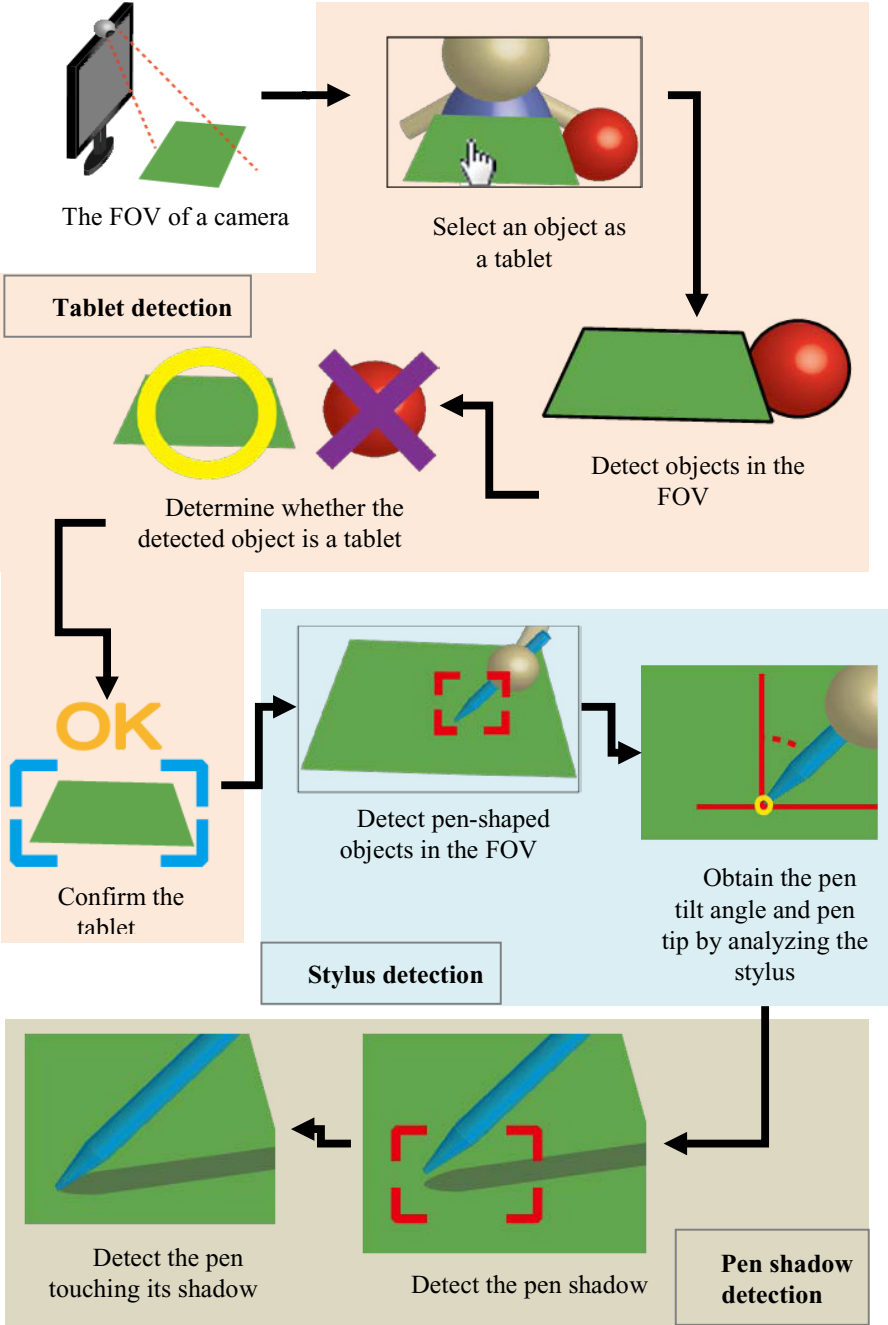 The FOV of a camera
Select an object as
a tablet
Tablet detection
Detect objects in the
FOV
Determine whether the
detected object is a tablet
OK
Confirm the
tablet
Detect pen-shaped
objects in the FOV
Obtain the pen
tilt angle and pen
tip by analyzing the
stylus
Stylus detection
Detect the pen shadow
Detect the pen
touching its shadow
Pen shadow
detection